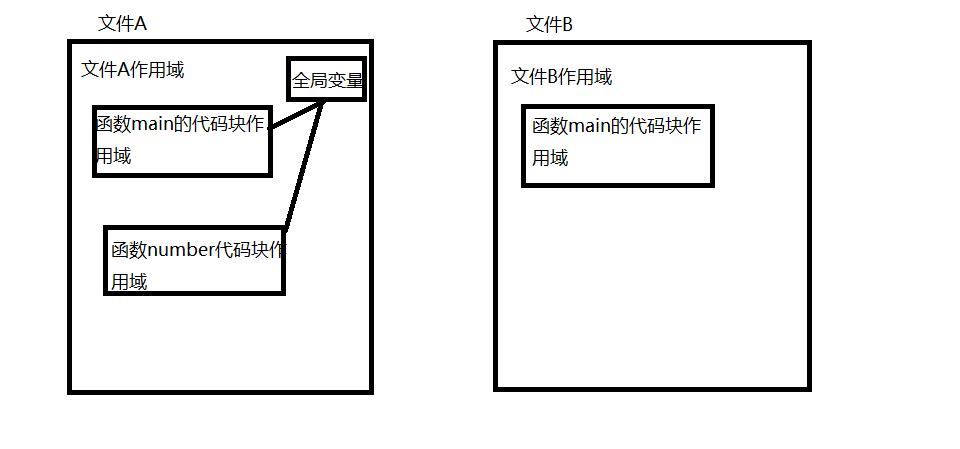 文件A
文件A作用域
全局变量
函数main的代码块作
用域
函数number代码块作
用域
文件B
文件B作用域
函数main的代码块作
用域